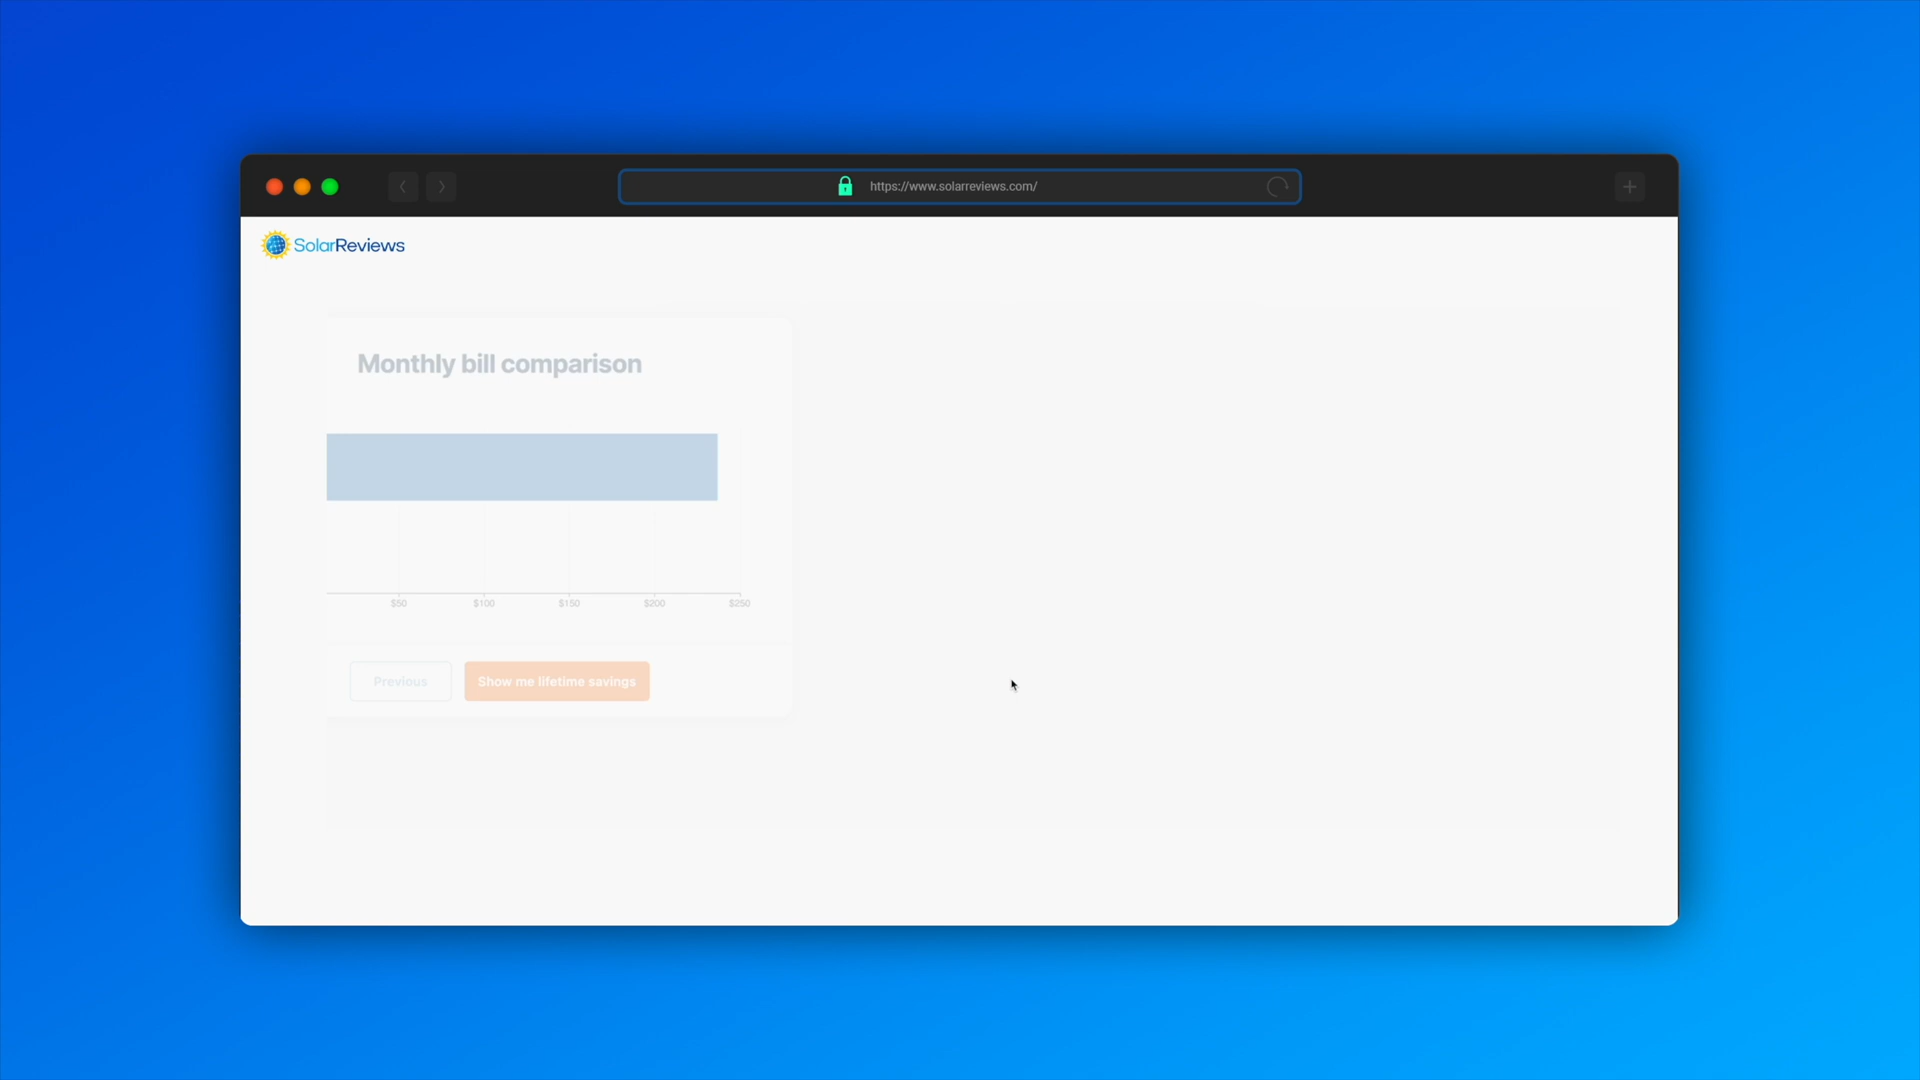 https://www.solarreviews.com/
SolarReviews
Monthly bill comparison
$50 $100 $150 $200 $250
Previous Show me lifetime savings